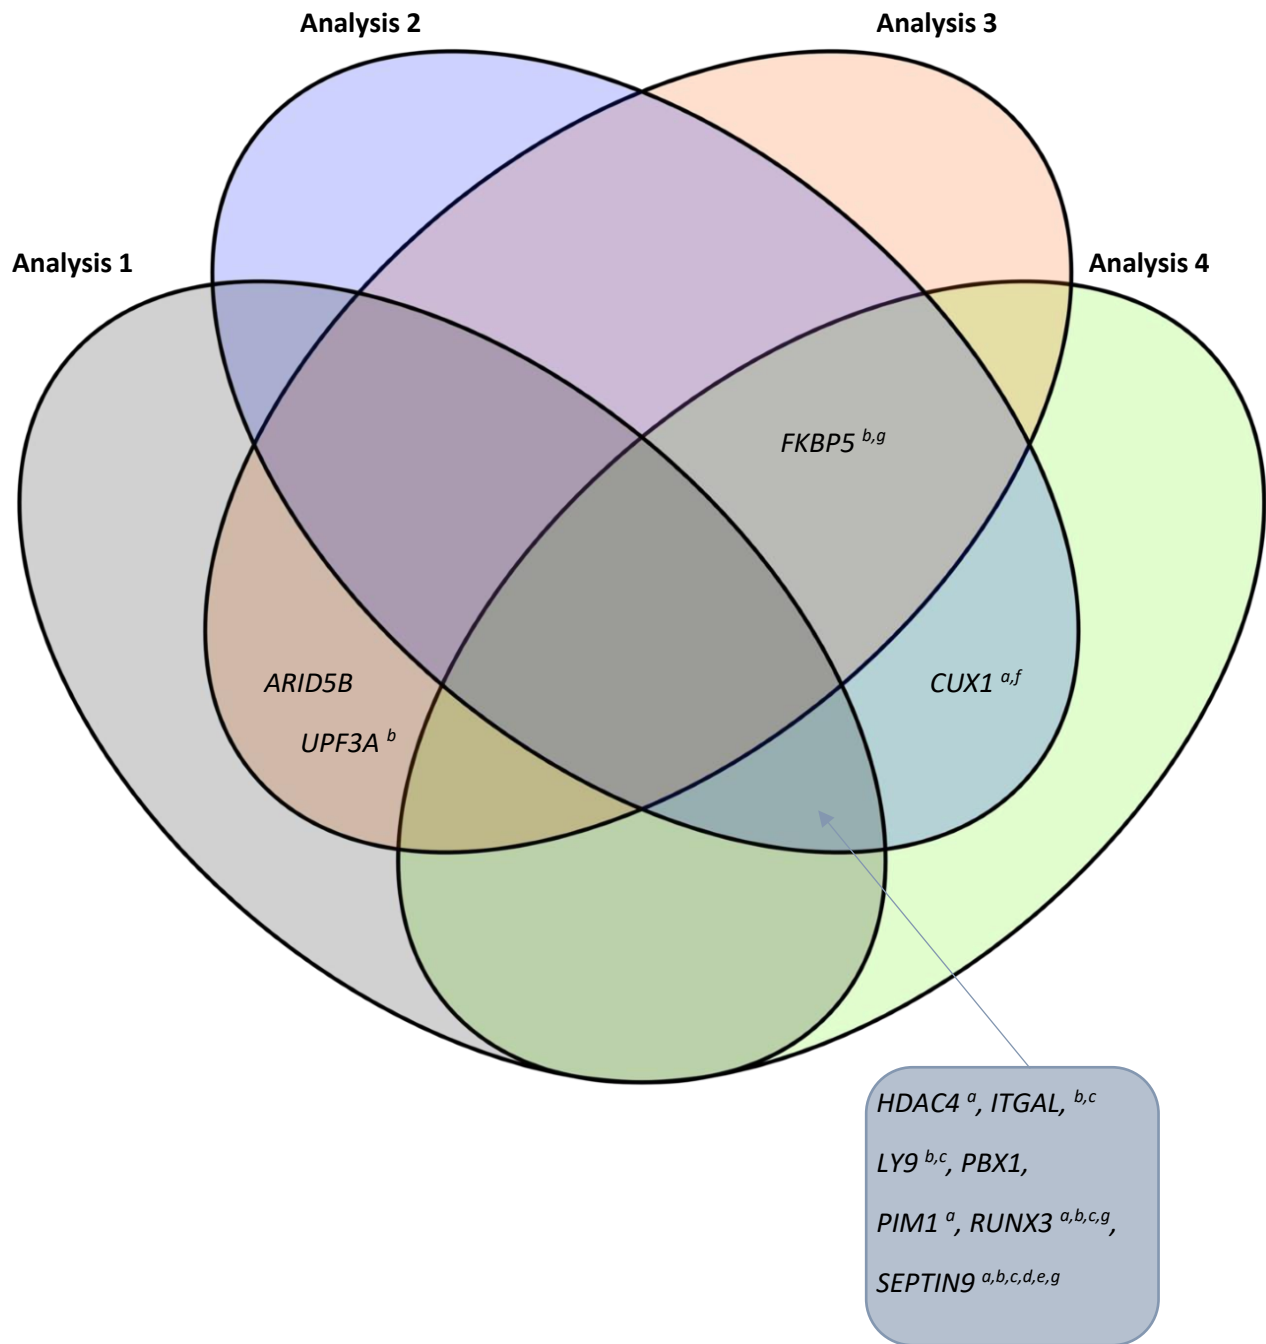 Analysis 2
Analysis 3
Analysis 1
Analysis 4
FKBP5 b,g
ARID5B
CUX1 a,f
UPF3A b
HDAC4 a, ITGAL, b,c
LY9 b,c, PBX1,
PIM1 a, RUNX3 a,b,c,g,
SEPTIN9 a,b,c,d,e,g